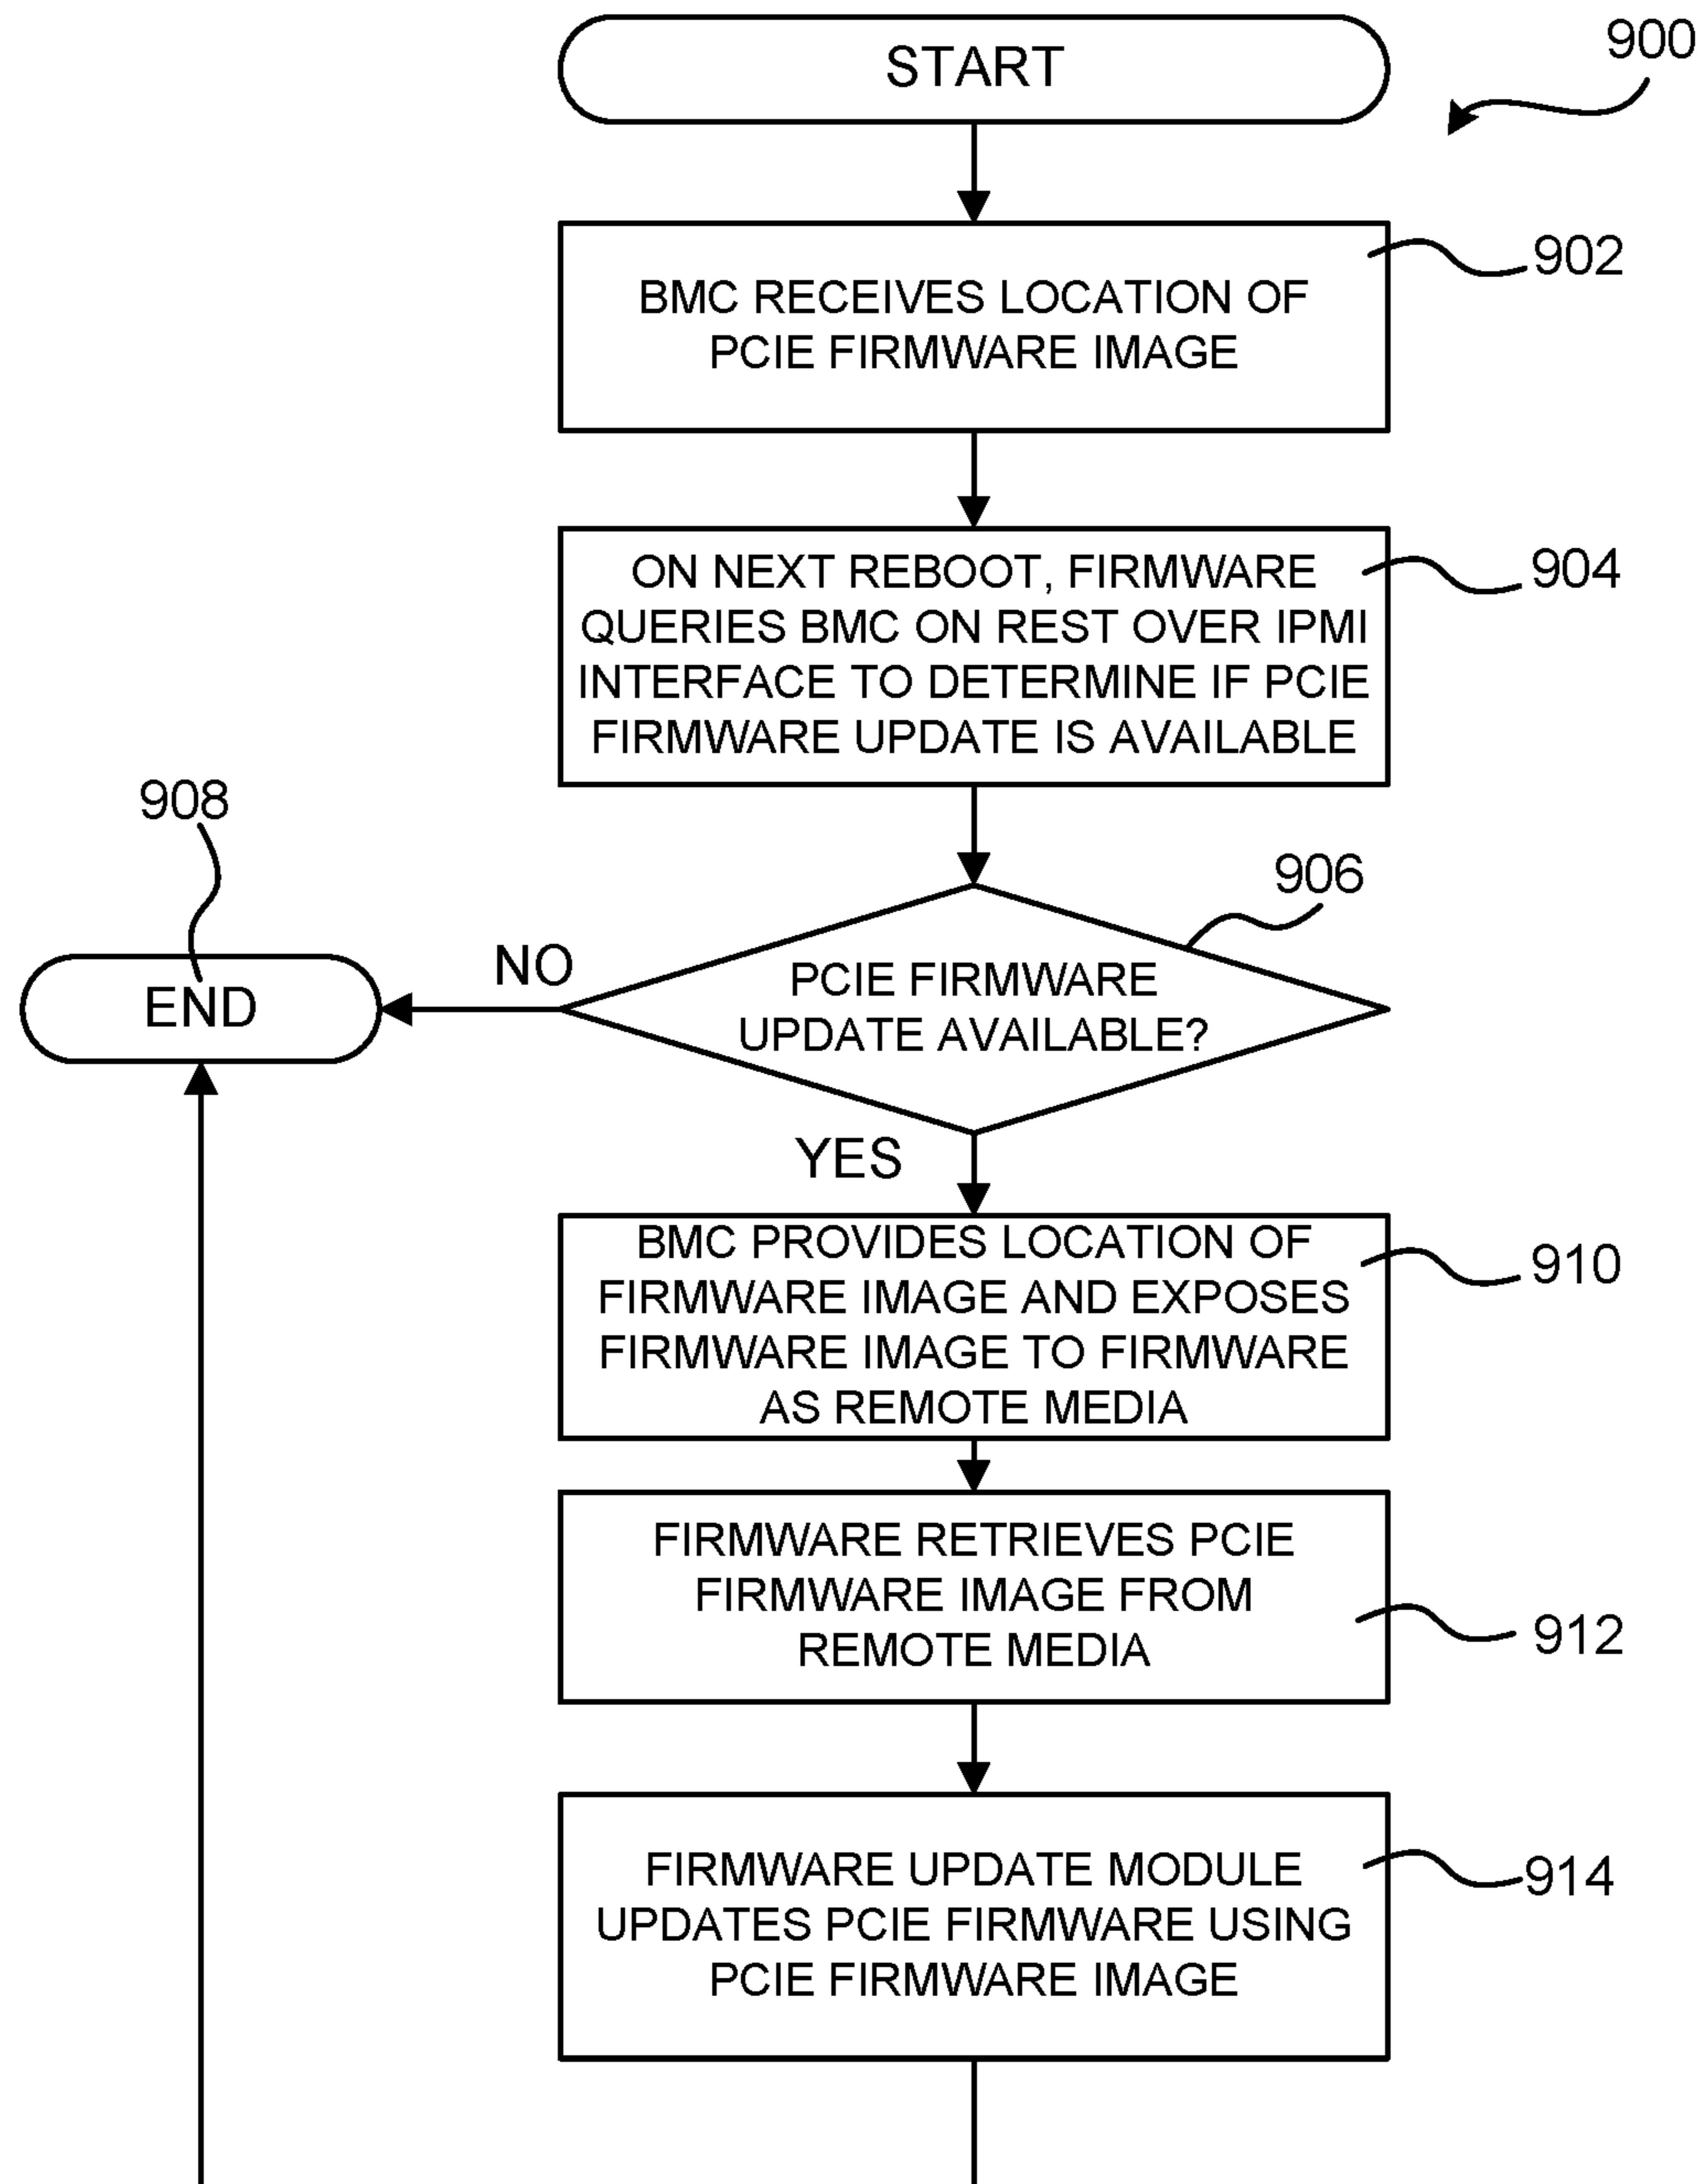 START
900
BMC RECEIVES LOCATION OF
PCIE FIRMWARE IMAGE
902
ON NEXT REBOOT, FIRMWARE
QUERIES BMC ON REST OVER IPMI
INTERFACE TO DETERMINE IF PCIE
FIRMWARE UPDATE IS AVAILABLE
904
908
END
NO
906
PCIE FIRMWARE
UPDATE AVAILABLE?
YES
BMC PROVIDES LOCATION OF
FIRMWARE IMAGE AND EXPOSES
FIRMWARE IMAGE TO FIRMWARE
AS REMOTE MEDIA
910
FIRMWARE RETRIEVES PCIE
FIRMWARE IMAGE FROM
REMOTE MEDIA
912
FIRMWARE UPDATE MODULE
UPDATES PCIE FIRMWARE USING
PCIE FIRMWARE IMAGE
914